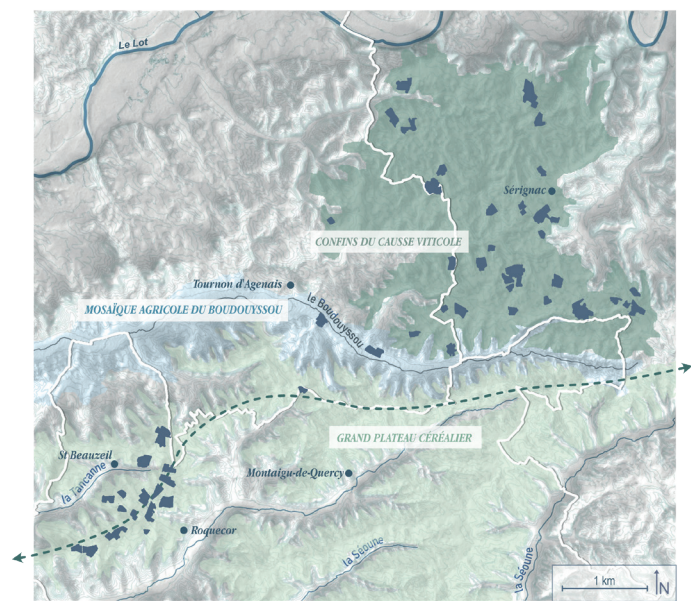 Le Lot
Sérignac
CONFINS DU CAUSSE VITICOLE
Tournon d'Agenais
MOSAÏQUE AGRICOLE DU BOUDOUYSSOU
le Boudouyssou
GRAND PLATEAU CÉRÉALIER
St Beauzeil
la Tancanne
Montaigu-de-Quercy
Roquecor
la Séoune
la Séoune
1 km
N